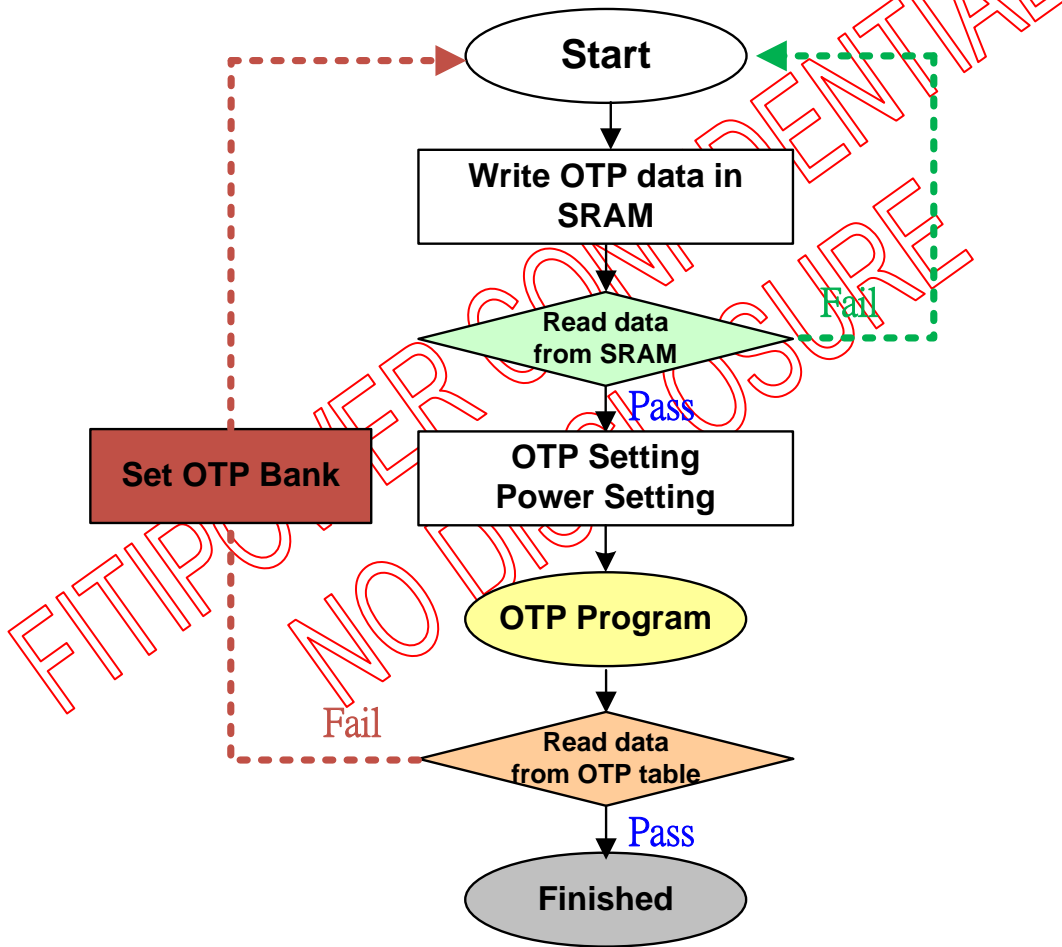 Start
Write OTP data in
SRAM
Read data
from SRAM
Fail
Pass
Set OTP Bank
OTP Setting
Power Setting
OTP Program
Fail
Read data
from OTP table
Pass
Finished
FITIPOWER CONFIDENTIAL
NO DISCLOSURE